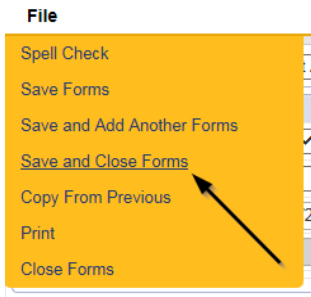 File
Spell Check
Save Forms
Save and Add Another Forms
Save and Close Forms
Copy From Previous
Print
Close Forms